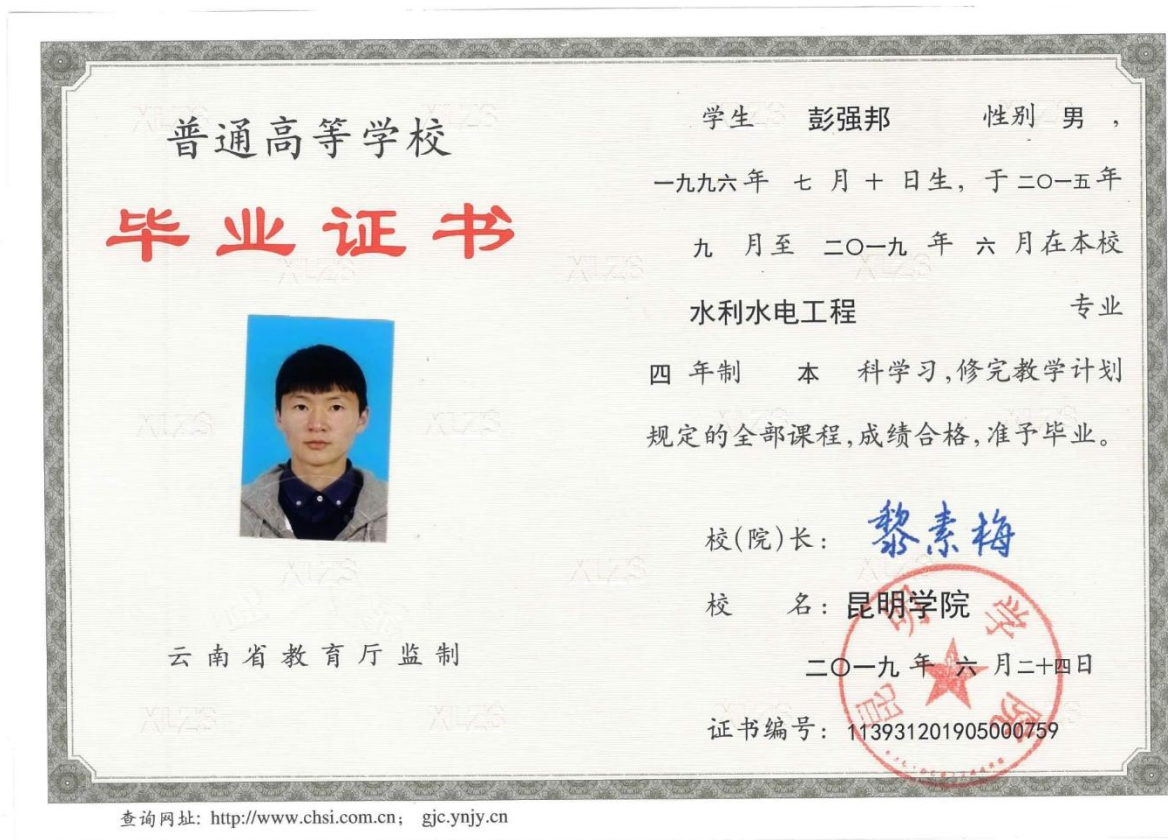 普通高等学校
毕业证书
云南省教育厅监制
学生 彭强邦 性别 男 ,
一九九六年 七 月 十 日生, 于 二〇一五年
九 月至 二〇一九 年 六 月在本校
水利水电工程 专业
四 年制 本 科学习,修完教学计划
规定的全部课程,成绩合格,准予毕业。
校(院)长: 黎素梅
校 名: 昆明学院
二〇一九 年 六 月二十四日
证书编号: 113931201905000759
昆明学院
XLZS
查询网址: http://www.chsi.com.cn; gjc.ynjy.cn